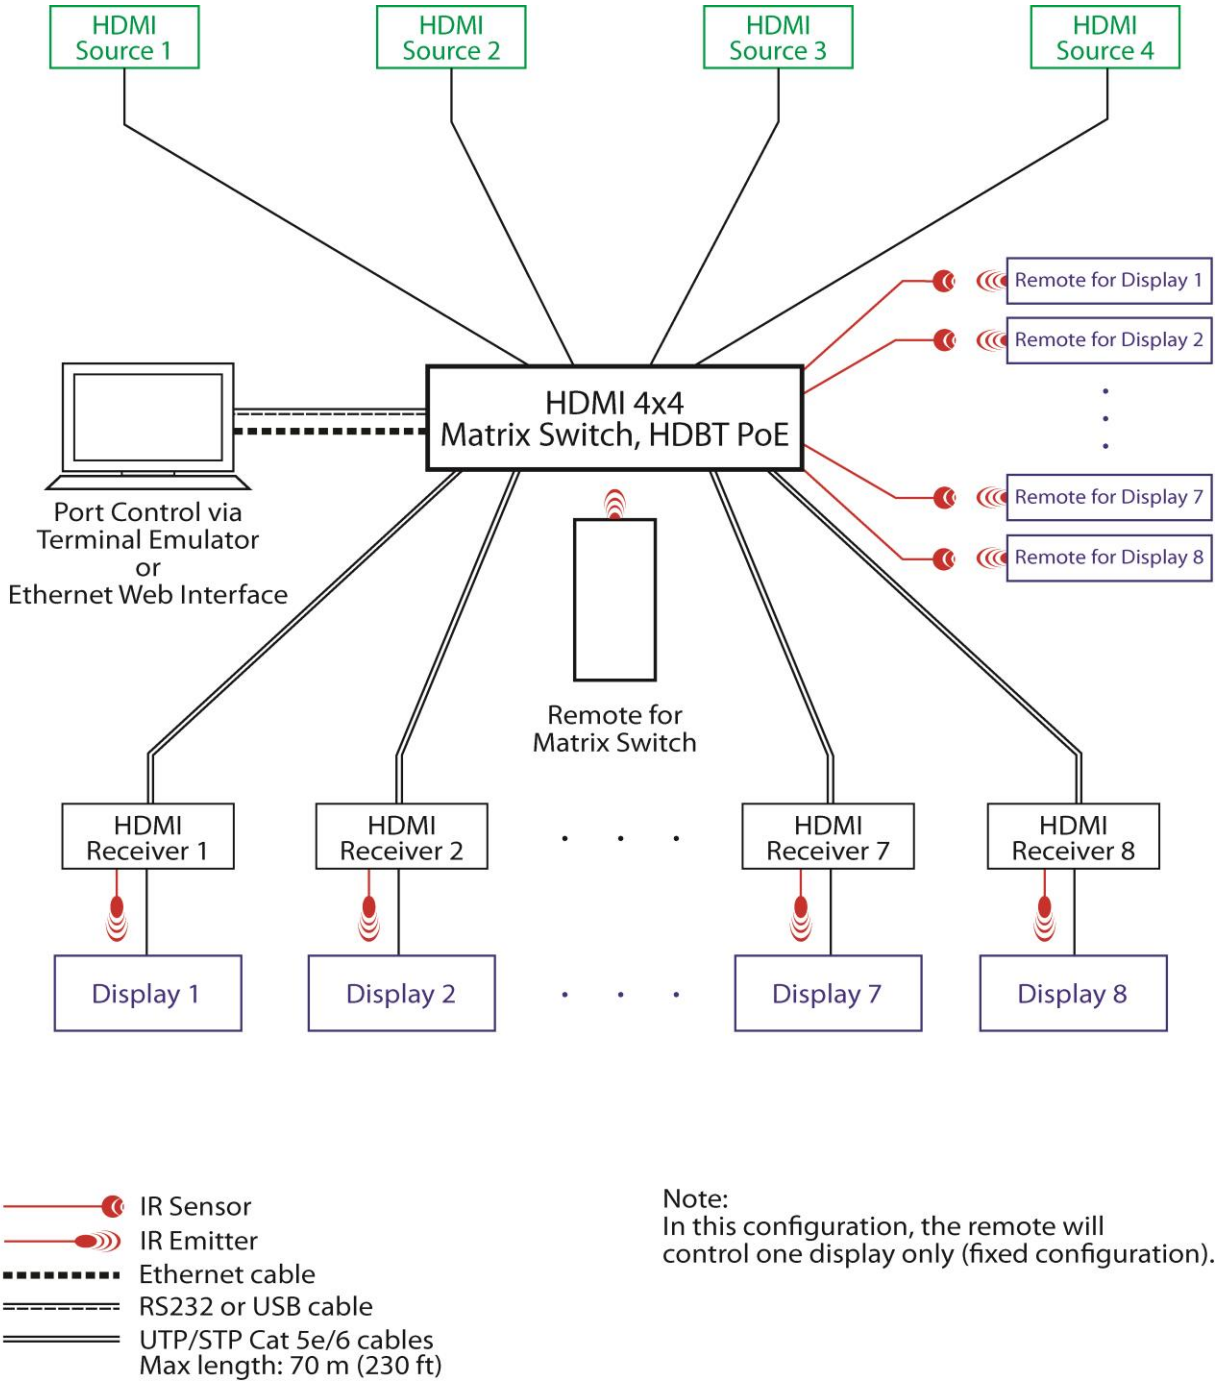 HDMI
Source 1
HDMI
Source 2
HDMI
Source 3
HDMI
Source 4
Remote for Display 1
Remote for Display 2
Remote for Display 7
Remote for Display 8
HDMI 4x4
Matrix Switch, HDBT PoE
Port Control via
Terminal Emulator
or
Ethernet Web Interface
Remote for
Matrix Switch
HDMI
Receiver 1
HDMI
Receiver 2
HDMI
Receiver 7
HDMI
Receiver 8
Display 1
Display 2
Display 7
Display 8
IR Sensor
IR Emitter
Ethernet cable
RS232 or USB cable
UTP/STP Cat 5e/6 cables
Max length: 70 m (230 ft)
Note:
In this configuration, the remote will
control one display only (fixed configuration).